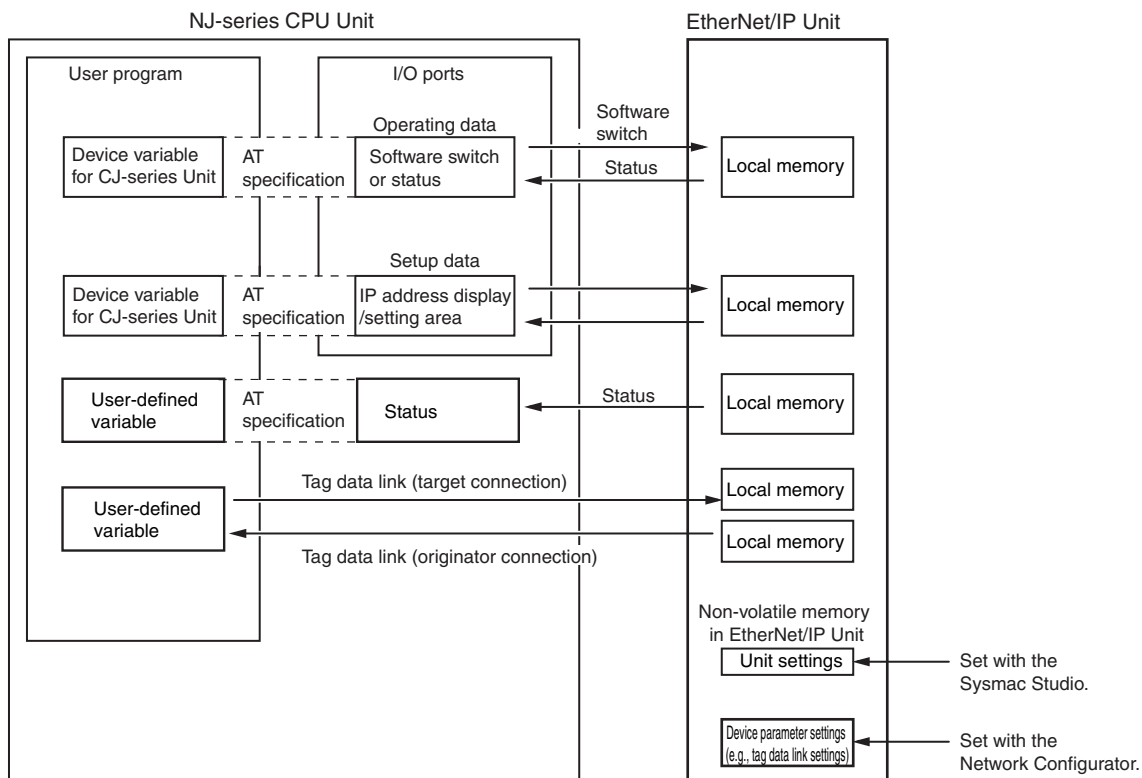 NJ-series CPU Unit
EtherNet/IP Unit
User program
I/O ports
Operating data
Software
switch
Device variable
for CJ-series Unit
AT
specification
Software switch
or status
Status
Local memory
Setup data
Device variable
for CJ-series Unit
AT
specification
IP address display
/setting area
Local memory
User-defined
variable
AT
specification
Status
Status
Local memory
Tag data link (target connection)
Local memory
User-defined
variable
Local memory
Tag data link (originator connection)
Non-volatile memory
in EtherNet/IP Unit
Unit settings
Set with the
Sysmac Studio.
Device parameter settings
(e.g., tag data link settings)
Set with the
Network Configurator.